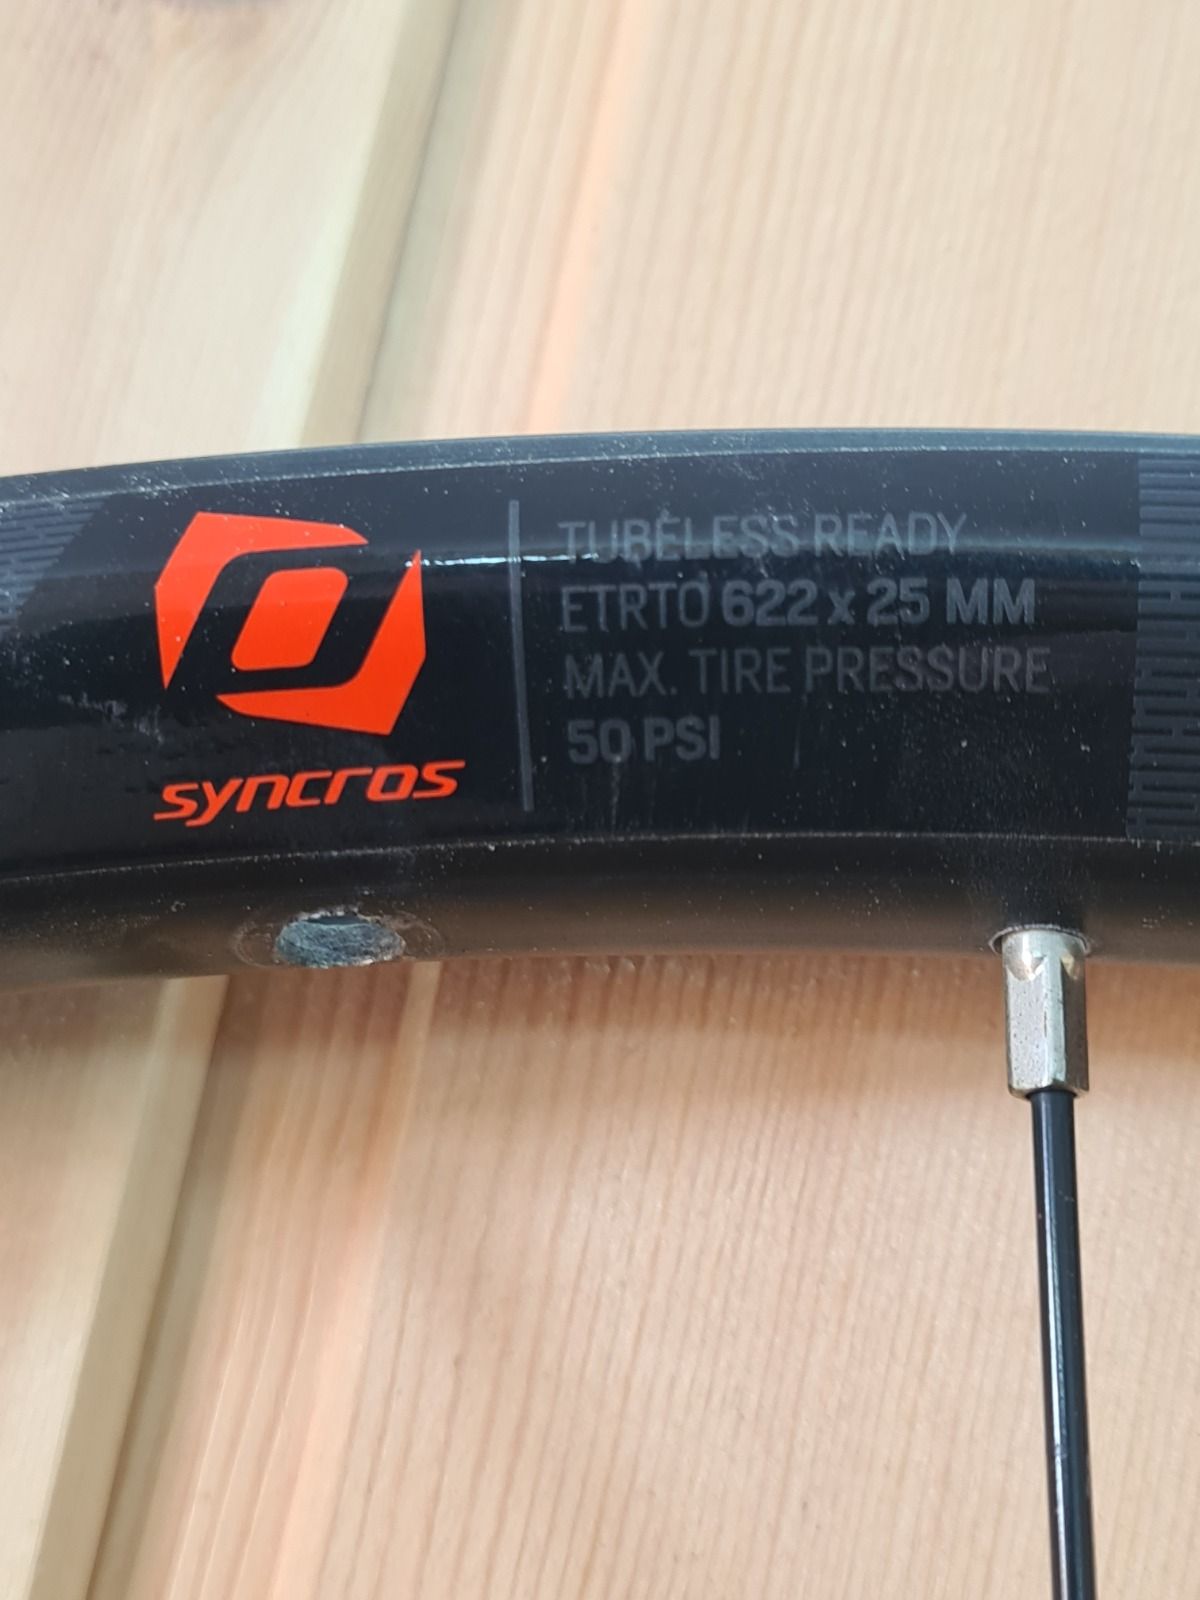 syncros
TUBELESS READY
ETRTO 622 x 25 MM
MAX. TIRE PRESSURE
50 PSI